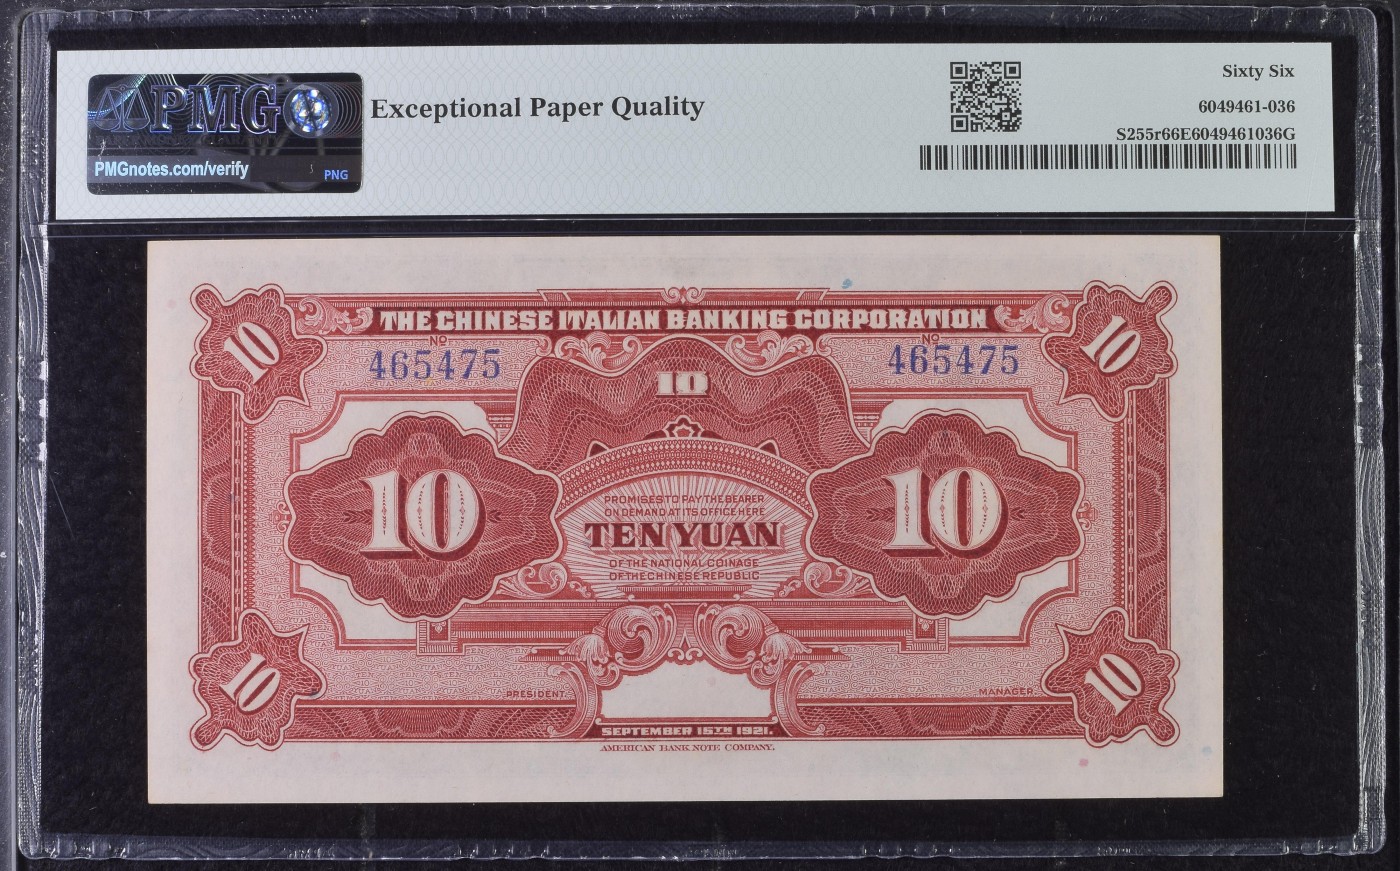 PMG
PMGnotes.com/verify
PNG
Exceptional Paper Quality
Sixty Six
6049461-036
S255r66E6049461036G
10
10
THE CHINESE ITALIAN BANKING CORPORATION
Nº
465475
Nº
465475
10
10
10
PROMISES TO PAY THE BEARER
ON DEMAND AT ITS OFFICE HERE
TEN YUAN
OF THE NATIONAL COINAGE
OF THE CHINESE REPUBLIC
10
10
PRESIDENT.
MANAGER.
SEPTEMBER 15TH 1921.
AMERICAN BANK NOTE COMPANY.